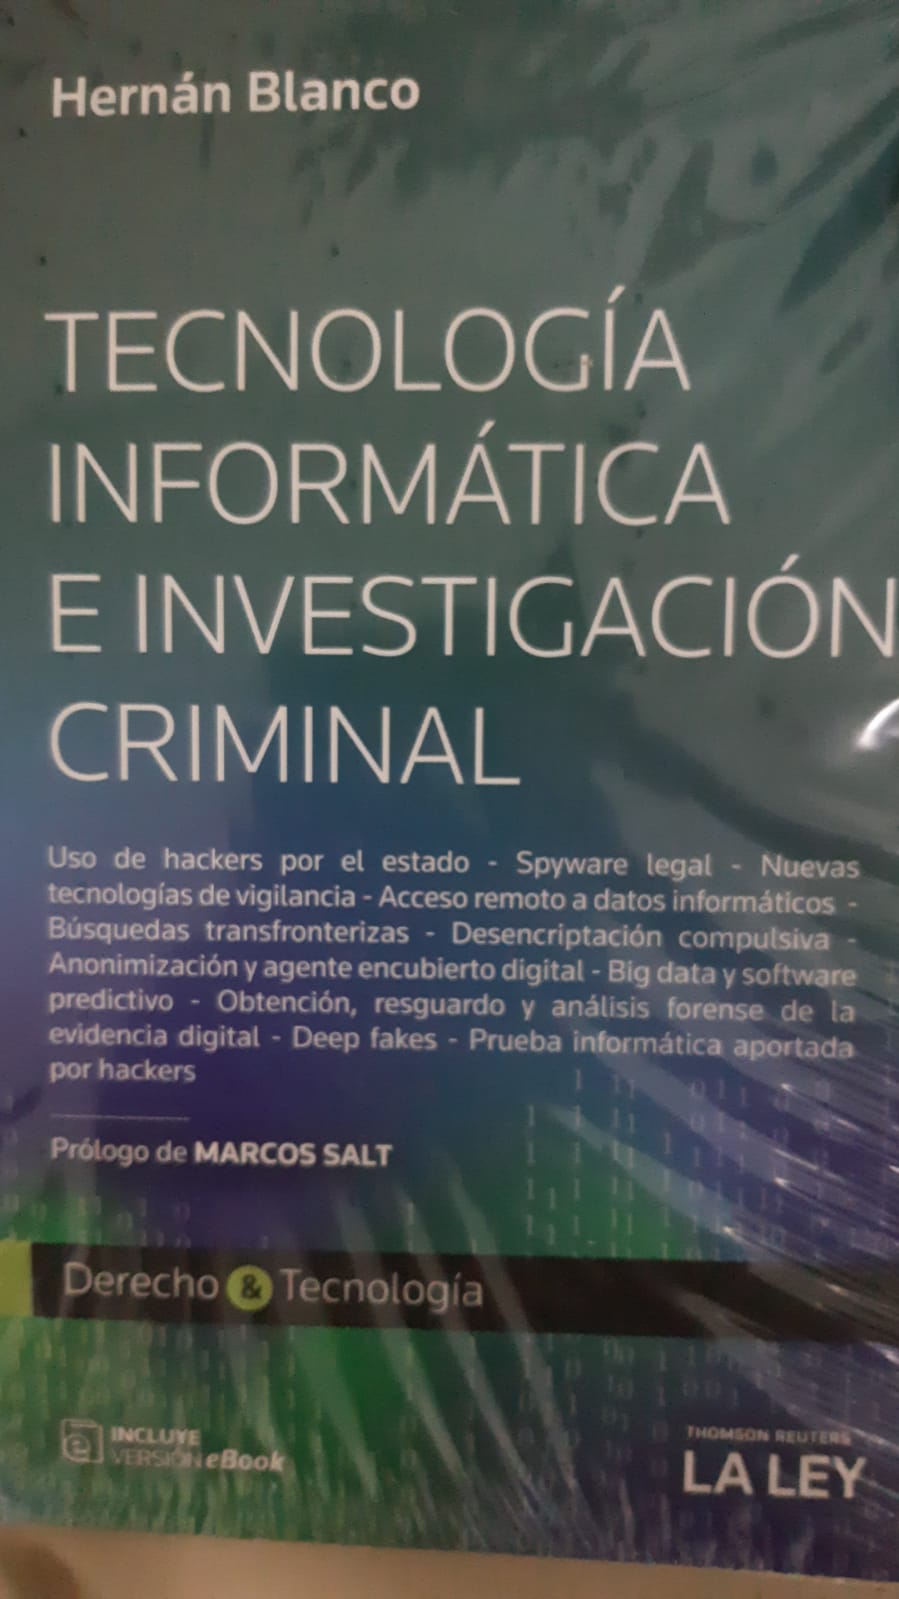 Hernán Blanco
TECNOLOGÍA
INFORMÁTICA
E INVESTIGACIÓN
CRIMINAL
Uso de hackers por el estado - Spyware legal - Nuevas
tecnologías de vigilancia - Acceso remoto a datos informáticos -
Búsquedas transfronterizas - Desencriptación compulsiva -
Anonimización y agente encubierto digital - Big data y software
predictivo - Obtención, resguardo y análisis forense de la
evidencia digital - Deep fakes - Prueba informática aportada
por hackers
Prólogo de MARCOS SALT
Derecho & Tecnología
INCLUYE
VERSIÓN eBook
THOMSON REUTERS
LA LEY